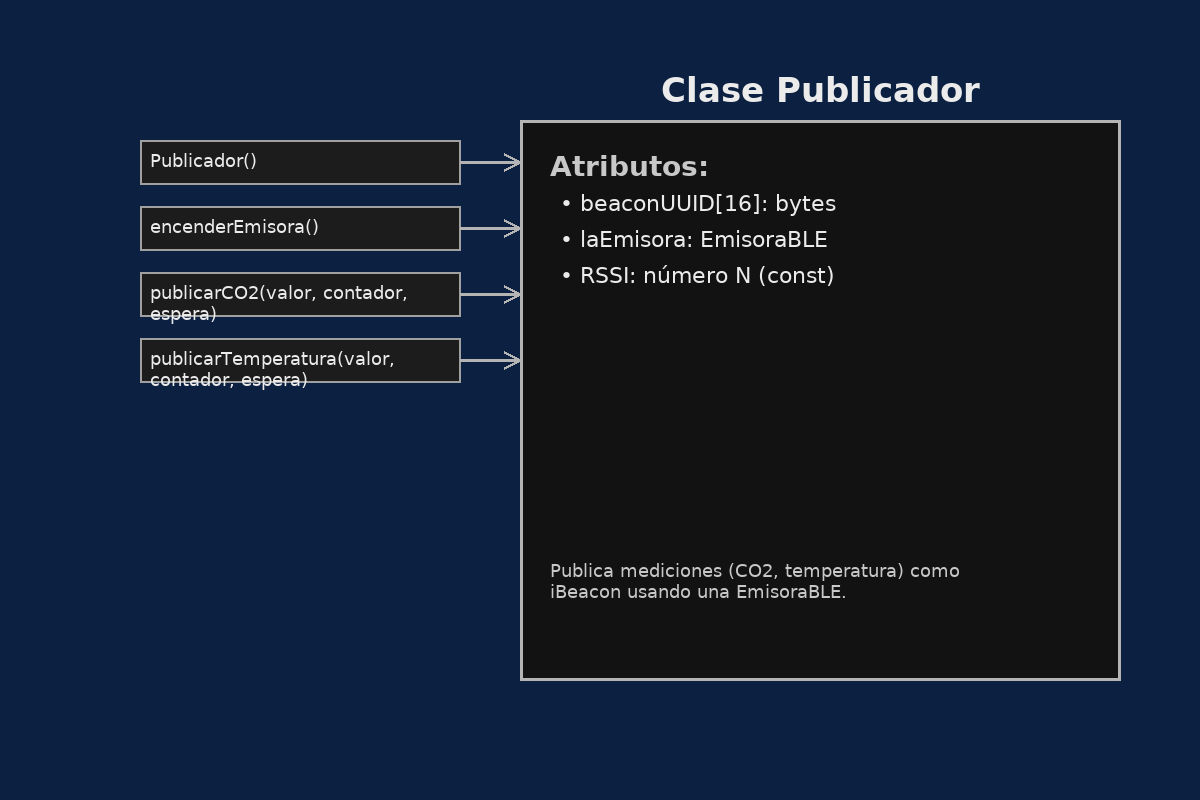 Clase Publicador
Publicador()
encenderEmisora()
publicarCO2(valor, contador,
espera)
publicarTemperatura(valor,
contador, espera)
Atributos:
• beaconUUID[16]: bytes
• laEmisora: EmisoraBLE
• RSSI: número N (const)
Publica mediciones (CO2, temperatura) como
iBeacon usando una EmisoraBLE.